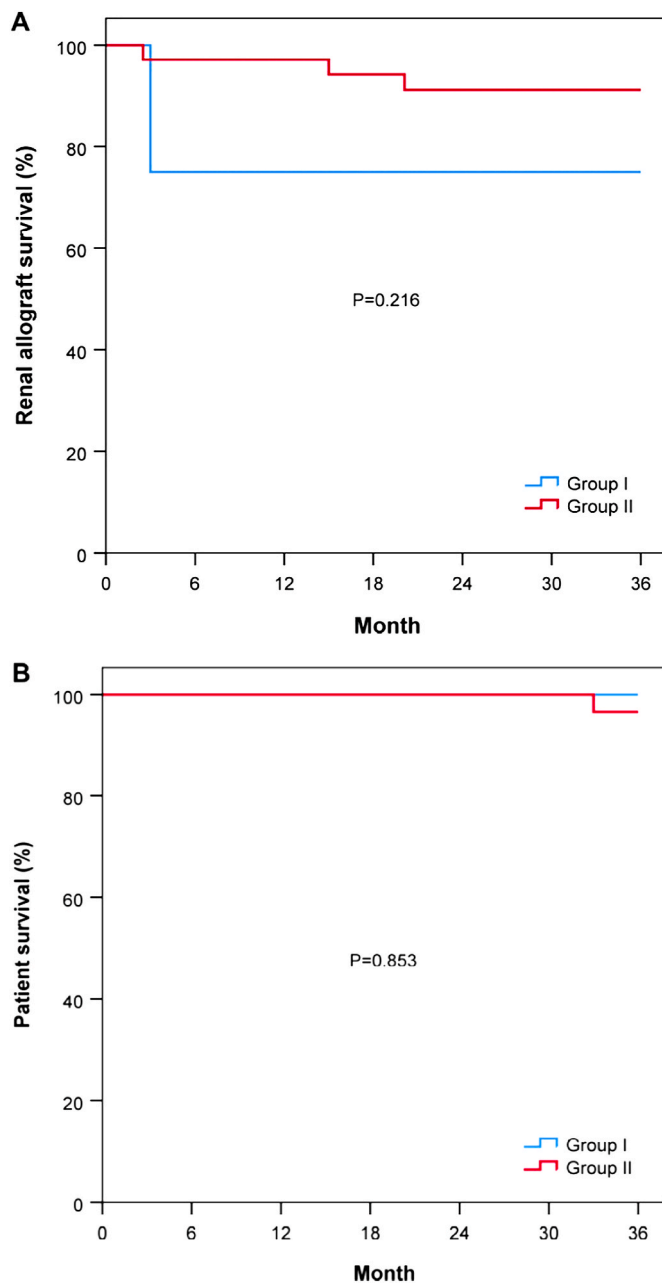 A
Renal allograft survival (%)
100
80
60
40
20
0
P=0.216
Group I
Group II
0 6 12 18 24 30 36
Month
B
Patient survival (%)
100
80
60
40
20
0
P=0.853
Group I
Group II
0 6 12 18 24 30 36
Month